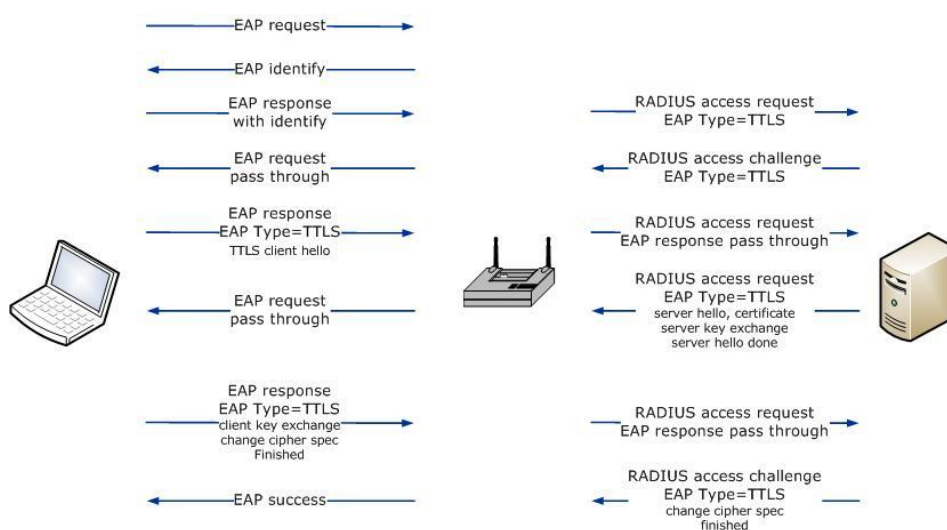 EAP request
EAP identify
EAP response
with identify
RADIUS access request
EAP Type=TTLS
EAP request
pass through
RADIUS access challenge
EAP Type=TTLS
EAP response
EAP Type=TTLS
TTLS client hello
RADIUS access request
EAP response pass through
EAP request
pass through
RADIUS access request
EAP Type=TTLS
server hello, certificate
server key exchange
server hello done
EAP response
EAP Type=TTLS
client key exchange
change cipher spec
Finished
RADIUS access request
EAP response pass through
EAP success
RADIUS access challenge
EAP Type=TTLS
change cipher spec
finished